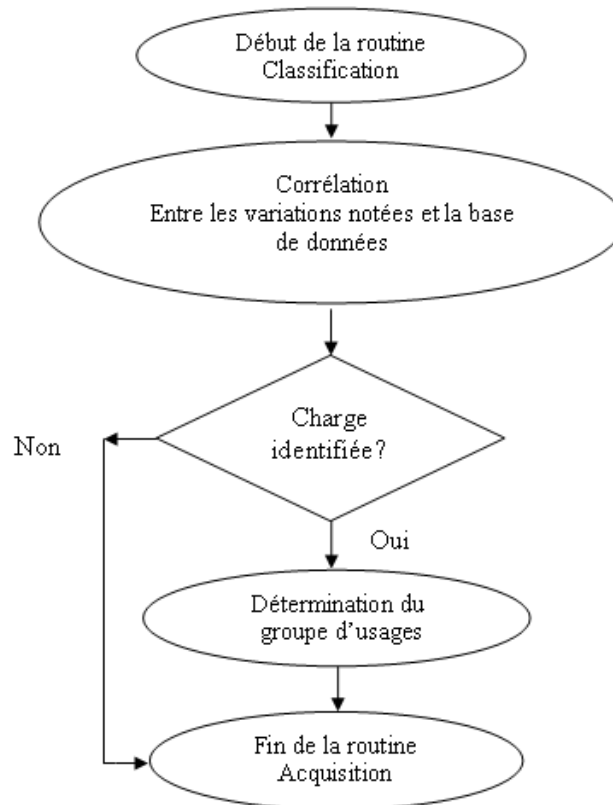 Début de la routine
Classification
Corrélation
Entre les variations notées et la base
de données
Charge
identifiée?
Non
Oui
Détermination du
groupe d'usages
Fin de la routine
Acquisition